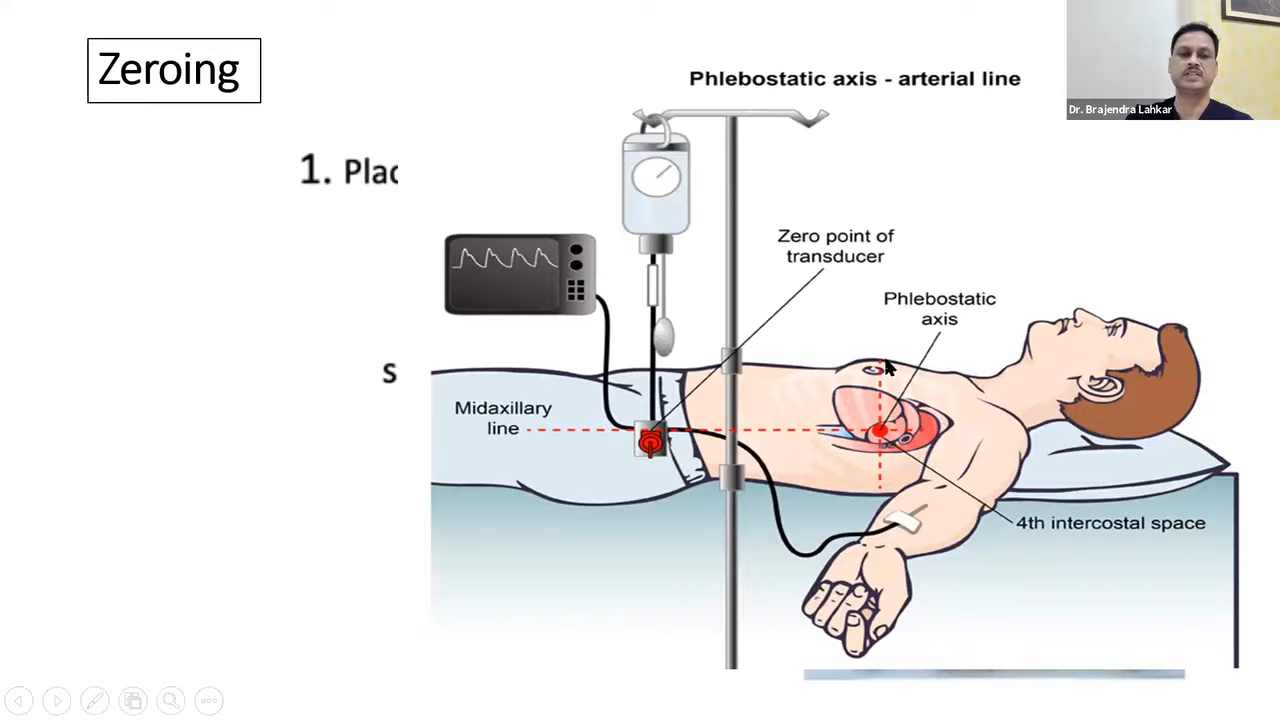 Zeroing
Phlebostatic axis - arterial line
Dr. Brajendra Lahkar
1.
Zero point of
transducer
Phlebostatic
axis
Midaxillary
line
4th intercostal space